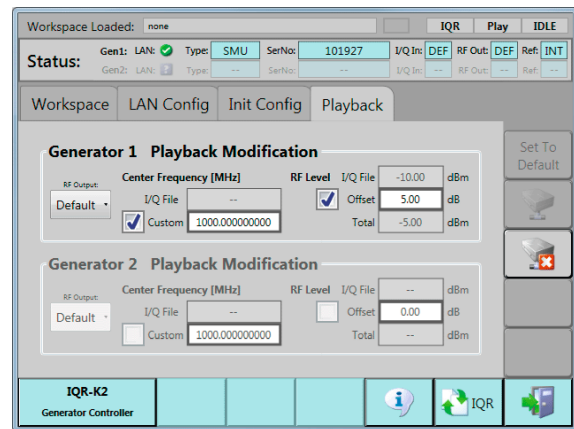 Workspace Loaded: none IQR Play IDLE
Status: Gen1: LAN: Type: SMU SerNo: 101927 I/Q In: DEF RF Out: DEF Ref: INT
Gen2: LAN: Type: -- SerNo: -- I/Q In: -- RF Out: -- Ref: --
Workspace LAN Config Init Config Playback
Generator 1 Playback Modification
RF Output: Center Frequency [MHz] RF Level I/Q File -10.00 dBm
Default I/Q File -- Offset 5.00 dB
Custom 1000.000000000 Total -5.00 dBm
Set To
Default
Generator 2 Playback Modification
RF Output: Center Frequency [MHz] RF Level I/Q File -- dBm
Default I/Q File -- Offset 0.00 dB
Custom 1000.000000000 Total -- dBm
IQR-K2
Generator Controller
i
IQR